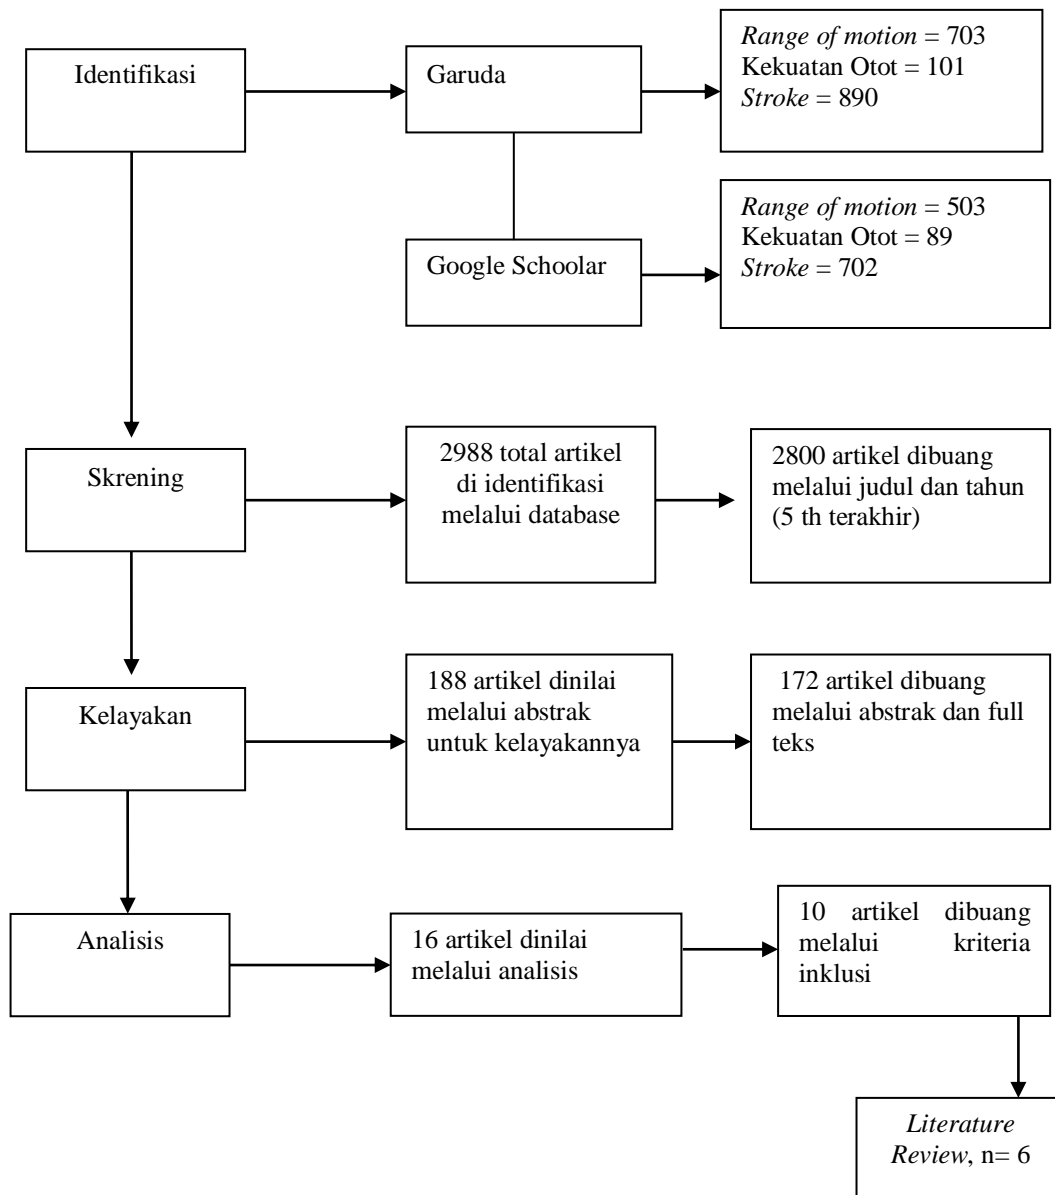 Identifikasi
Garuda
Range of motion = 703
Kekuatan Otot = 101
Stroke = 890
Google Schoolar
Range of motion = 503
Kekuatan Otot = 89
Stroke = 702
Skrening
2988 total artikel
di identifikasi
melalui database
2800 artikel dibuang
melalui judul dan tahun
(5 th terakhir)
Kelayakan
188 artikel dinilai
melalui abstrak
untuk kelayakannya
172 artikel dibuang
melalui abstrak dan full
teks
Analisis
16 artikel dinilai
melalui analisis
10 artikel dibuang
melalui kriteria
inklusi
Literature
Review, n= 6